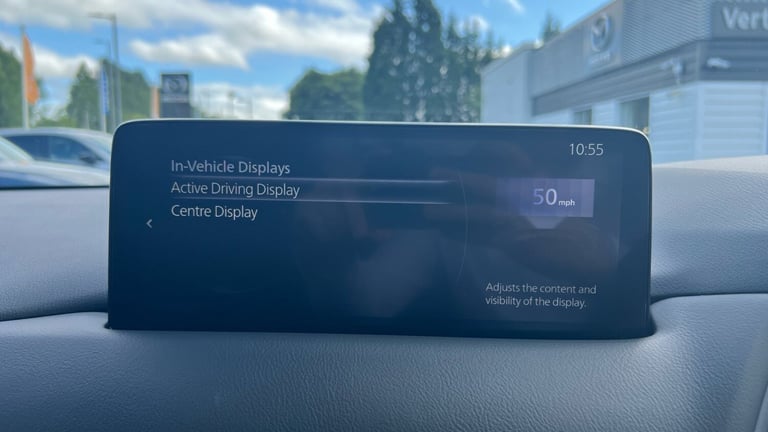 Vert
10:55
In-Vehicle Displays
Active Driving Display
50 mph
Centre Display
Adjusts the content and
visibility of the display.